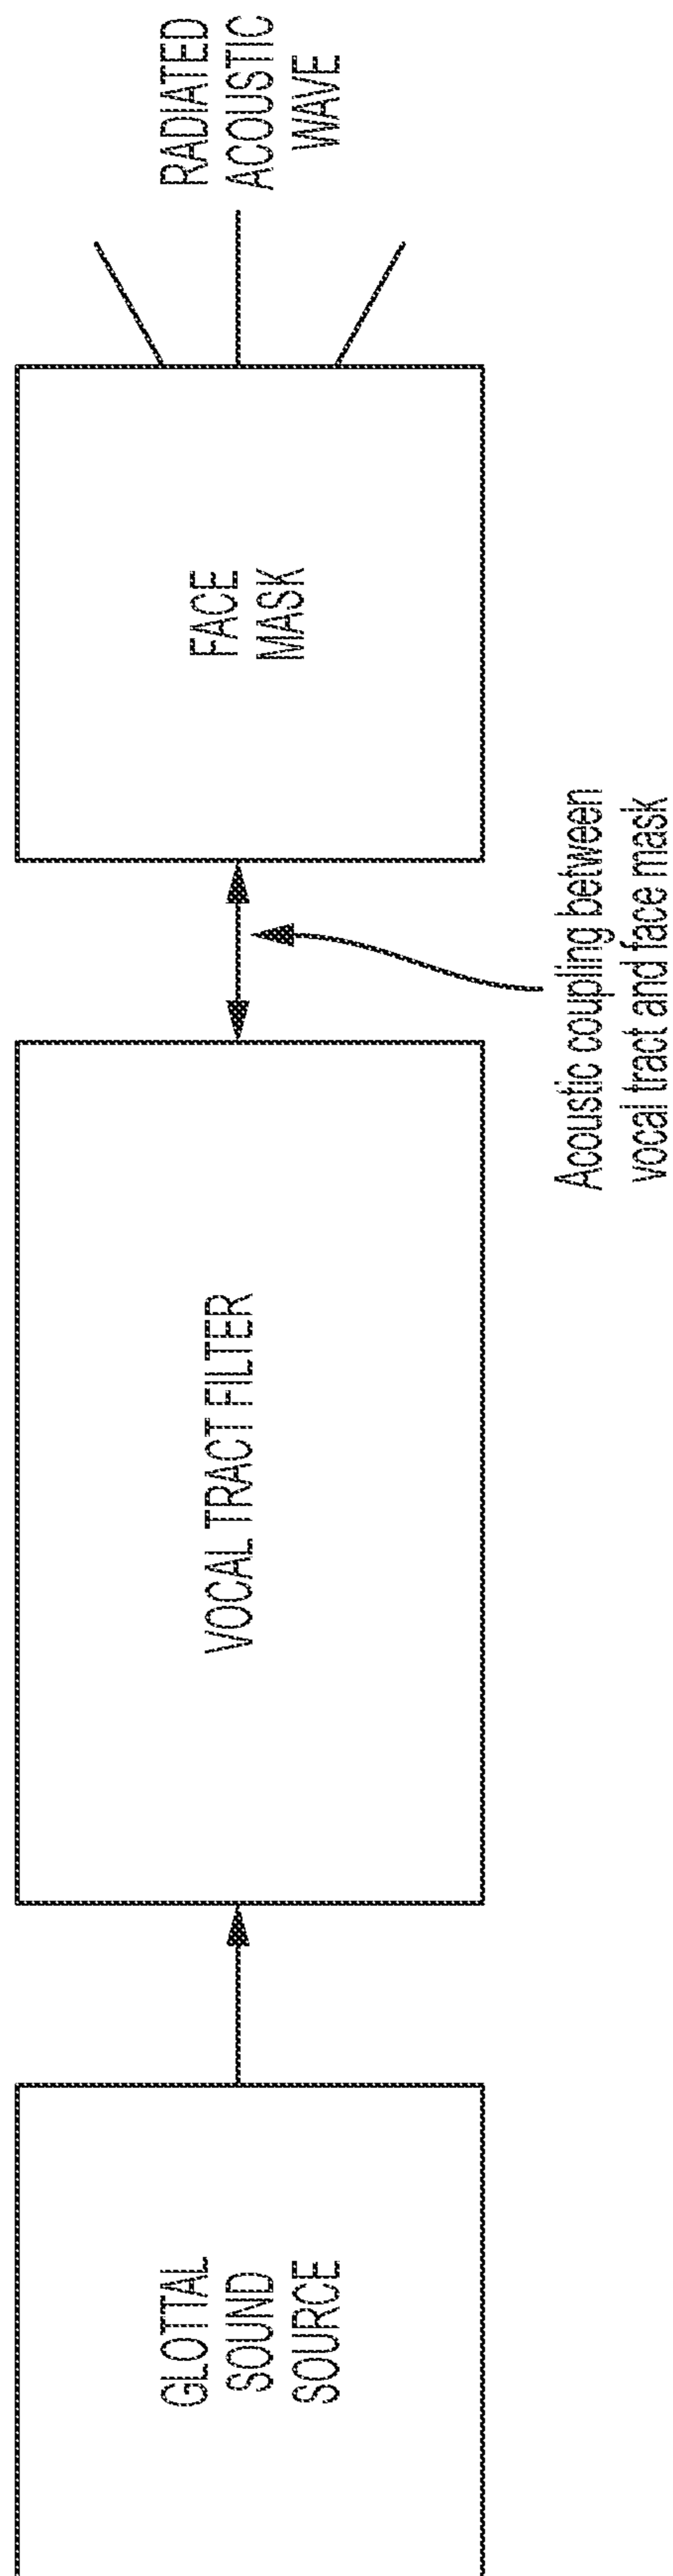 GLOTTAL
SOUND
SOURCE
VOCAL TRACT FILTER
Acoustic coupling between
vocal tract and face mask
FACE
MASK
RADIATED
ACOUSTIC
WAVE